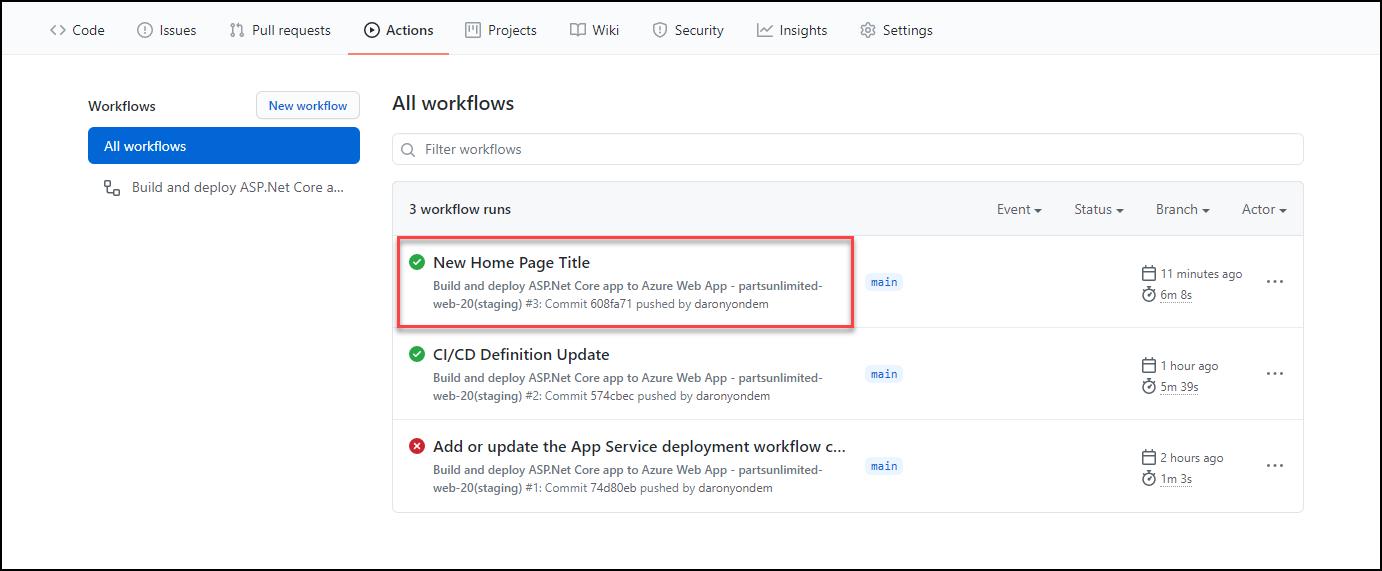 Code Issues Pull requests Actions Projects Wiki Security Insights Settings
Workflows
New workflow
All workflows
Build and deploy ASP.Net Core a...
All workflows
Filter workflows
3 workflow runs Event Status Branch Actor
New Home Page Title
Build and deploy ASP.Net Core app to Azure Web App - partsunlimited-
web-20(staging) #3: Commit 608fa71 pushed by daronyondem
main
11 minutes ago
6m 8s
CI/CD Definition Update
Build and deploy ASP.Net Core app to Azure Web App - partsunlimited-
web-20(staging) #2: Commit 574cbec pushed by daronyondem
main
1 hour ago
5m 39s
Add or update the App Service deployment workflow c...
Build and deploy ASP.Net Core app to Azure Web App - partsunlimited-
web-20(staging) #1: Commit 74d80eb pushed by daronyondem
main
2 hours ago
1m 3s